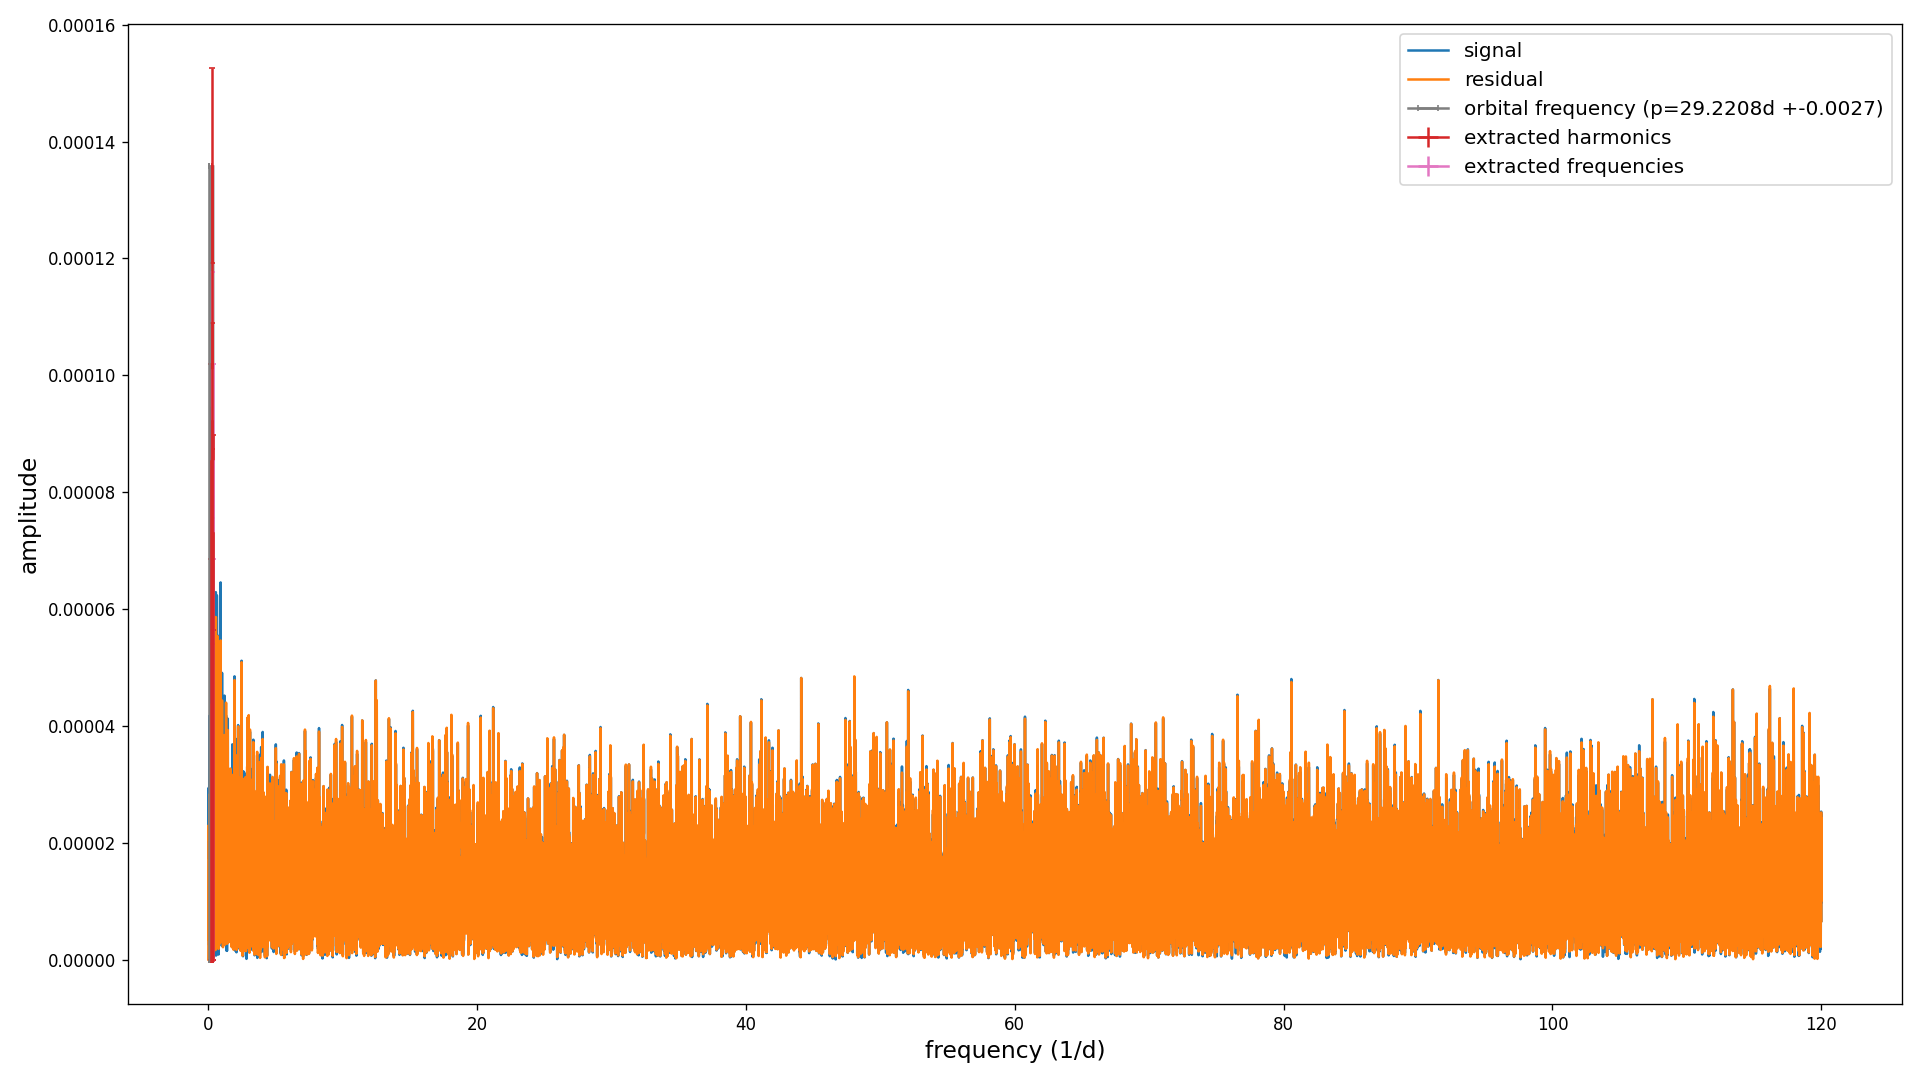 0.00016
0.00014
0.00012
0.00010
0.00008
0.00006
0.00004
0.00002
0.00000
amplitude
0
20
40
60
80
100
120
frequency (1/d)
signal
residual
orbital frequency (p=29.2208d +-0.0027)
extracted harmonics
extracted frequencies